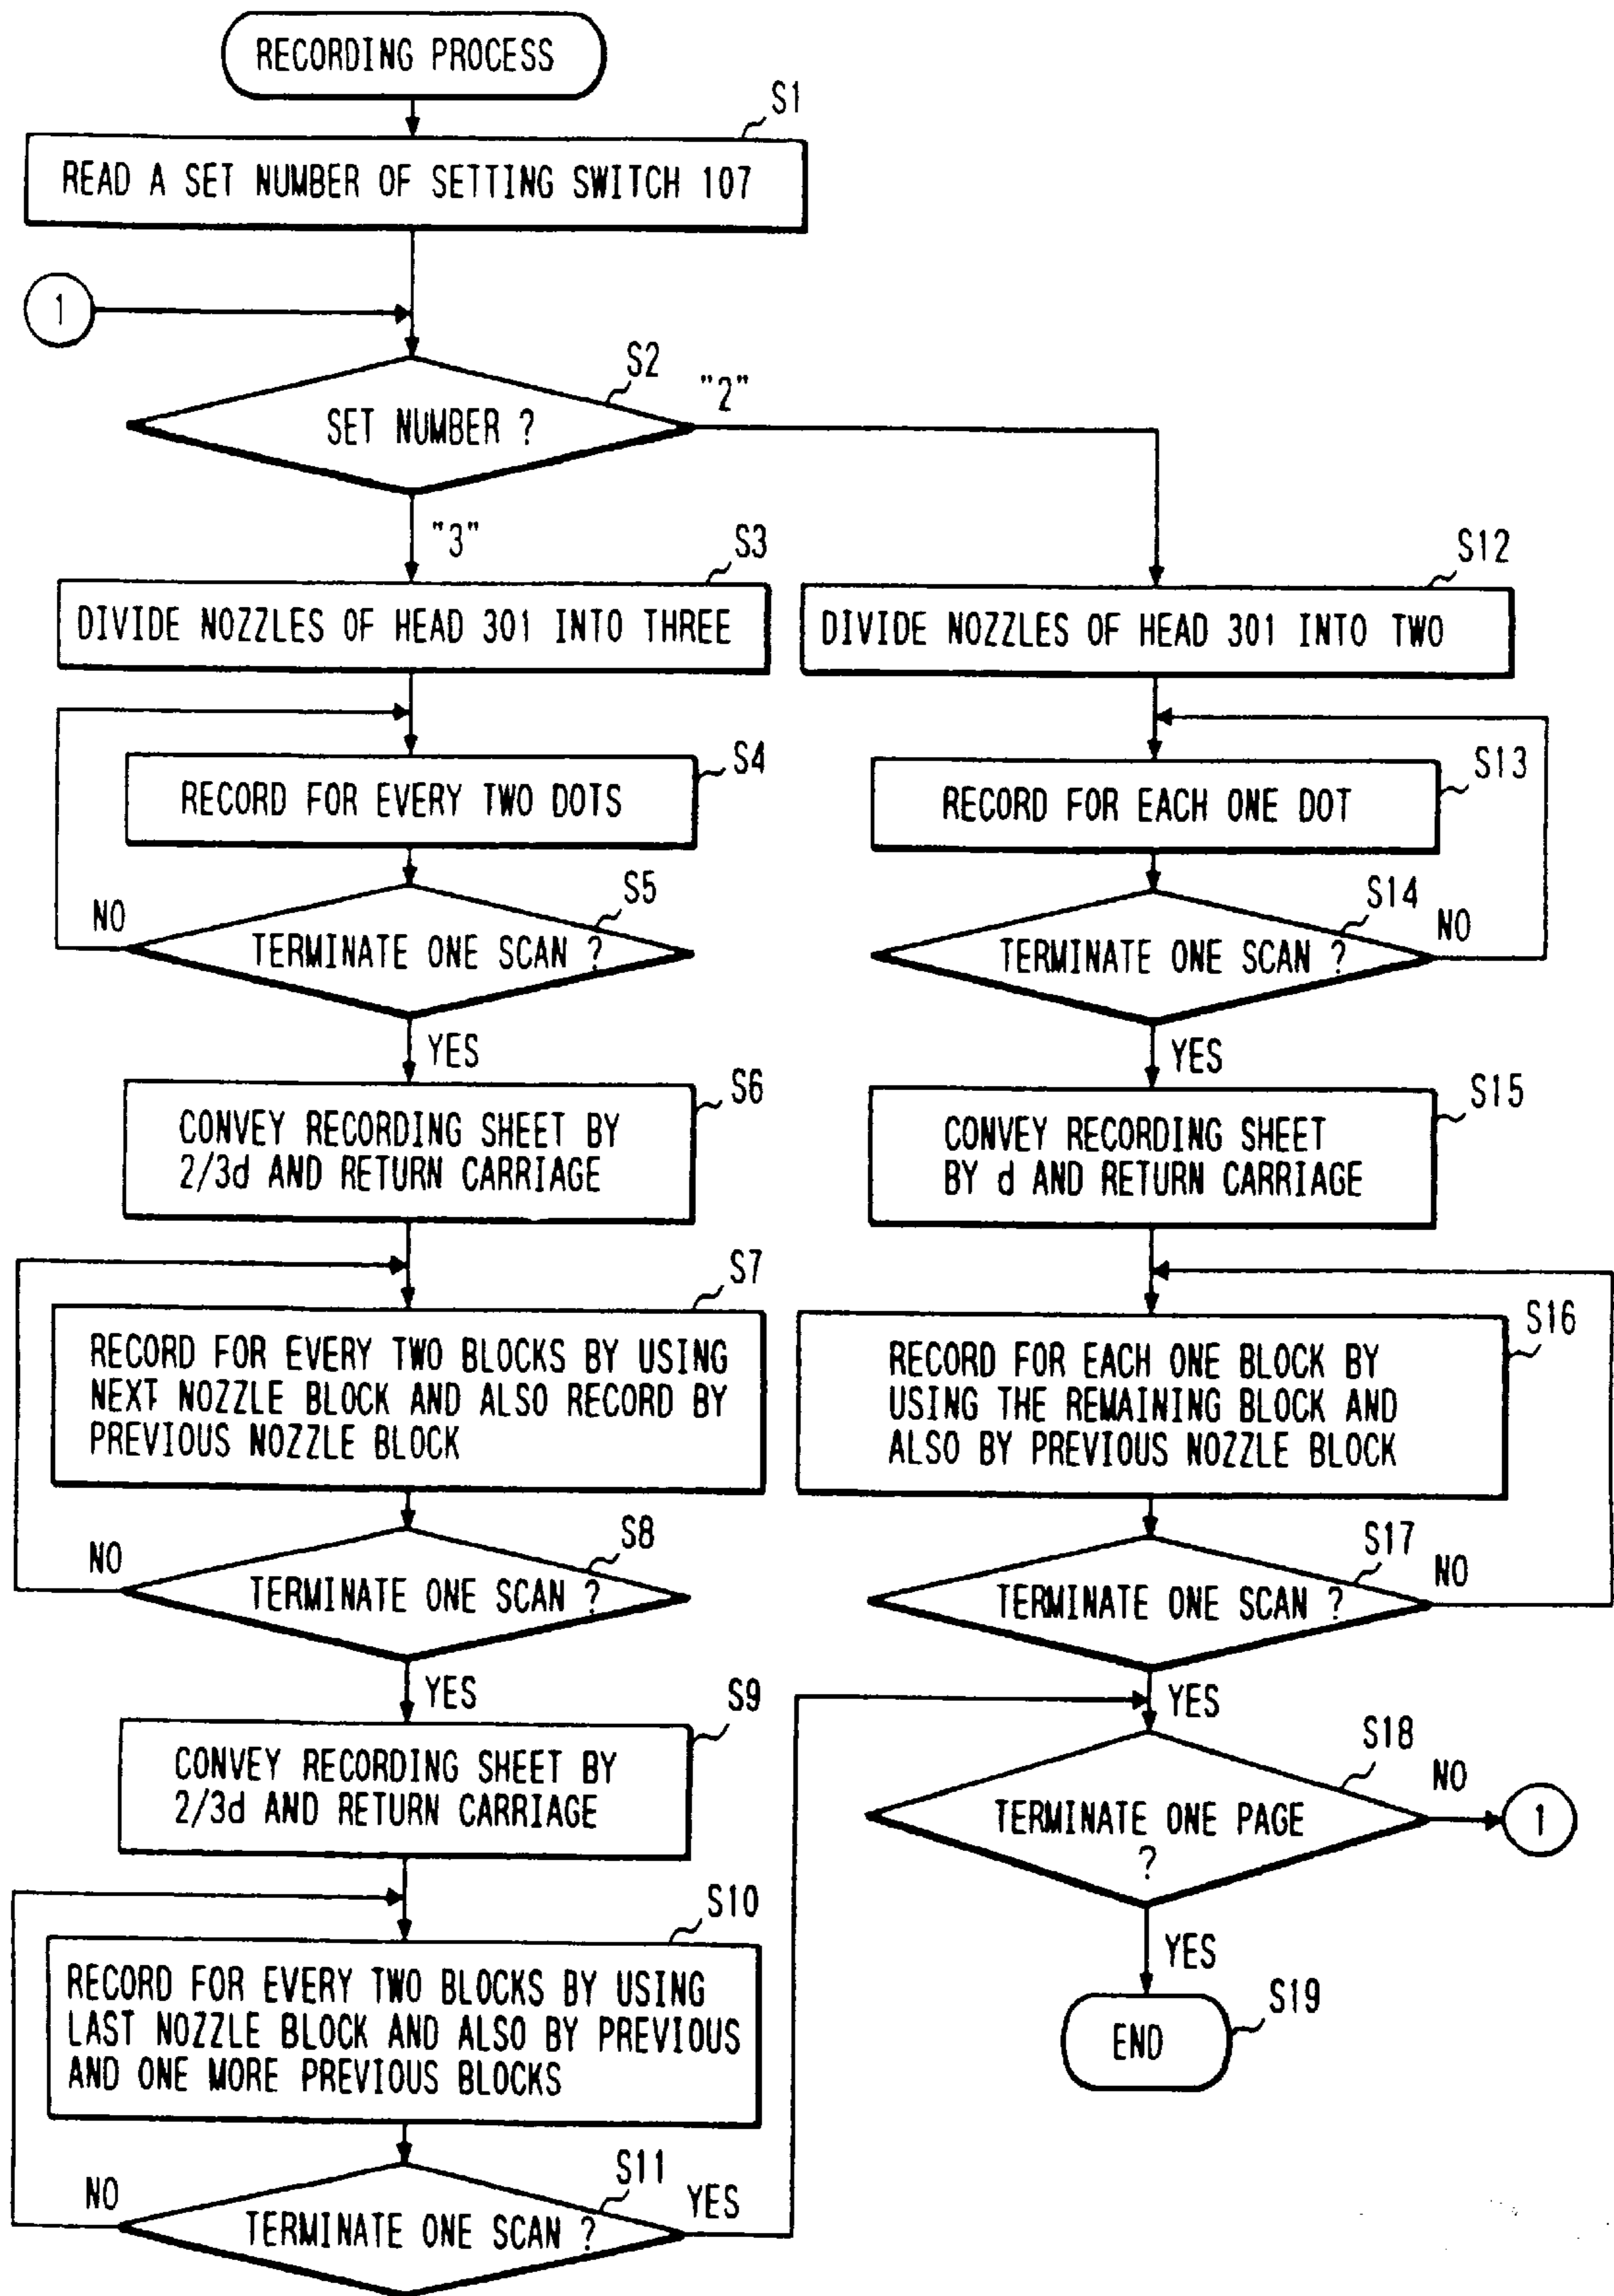 RECORDING PROCESS
S1
READ A SET NUMBER OF SETTING SWITCH 107
1
S2
SET NUMBER ?
"2"
"3"
S3
DIVIDE NOZZLES OF HEAD 301 INTO THREE
S4
RECORD FOR EVERY TWO DOTS
S5
TERMINATE ONE SCAN ?
NO
YES
S6
CONVEY RECORDING SHEET BY
2/3d AND RETURN CARRIAGE
S7
RECORD FOR EVERY TWO BLOCKS BY USING
NEXT NOZZLE BLOCK AND ALSO RECORD BY
PREVIOUS NOZZLE BLOCK
S8
TERMINATE ONE SCAN ?
NO
YES
S9
CONVEY RECORDING SHEET BY
2/3d AND RETURN CARRIAGE
S10
RECORD FOR EVERY TWO BLOCKS BY USING
LAST NOZZLE BLOCK AND ALSO BY PREVIOUS
AND ONE MORE PREVIOUS BLOCKS
S11
TERMINATE ONE SCAN ?
NO
YES
S12
DIVIDE NOZZLES OF HEAD 301 INTO TWO
S13
RECORD FOR EACH ONE DOT
S14
TERMINATE ONE SCAN ?
NO
YES
S15
CONVEY RECORDING SHEET
BY d AND RETURN CARRIAGE
S16
RECORD FOR EACH ONE BLOCK BY
USING THE REMAINING BLOCK AND
ALSO BY PREVIOUS NOZZLE BLOCK
S17
TERMINATE ONE SCAN ?
NO
YES
S18
TERMINATE ONE PAGE
?
NO
1
YES
S19
END